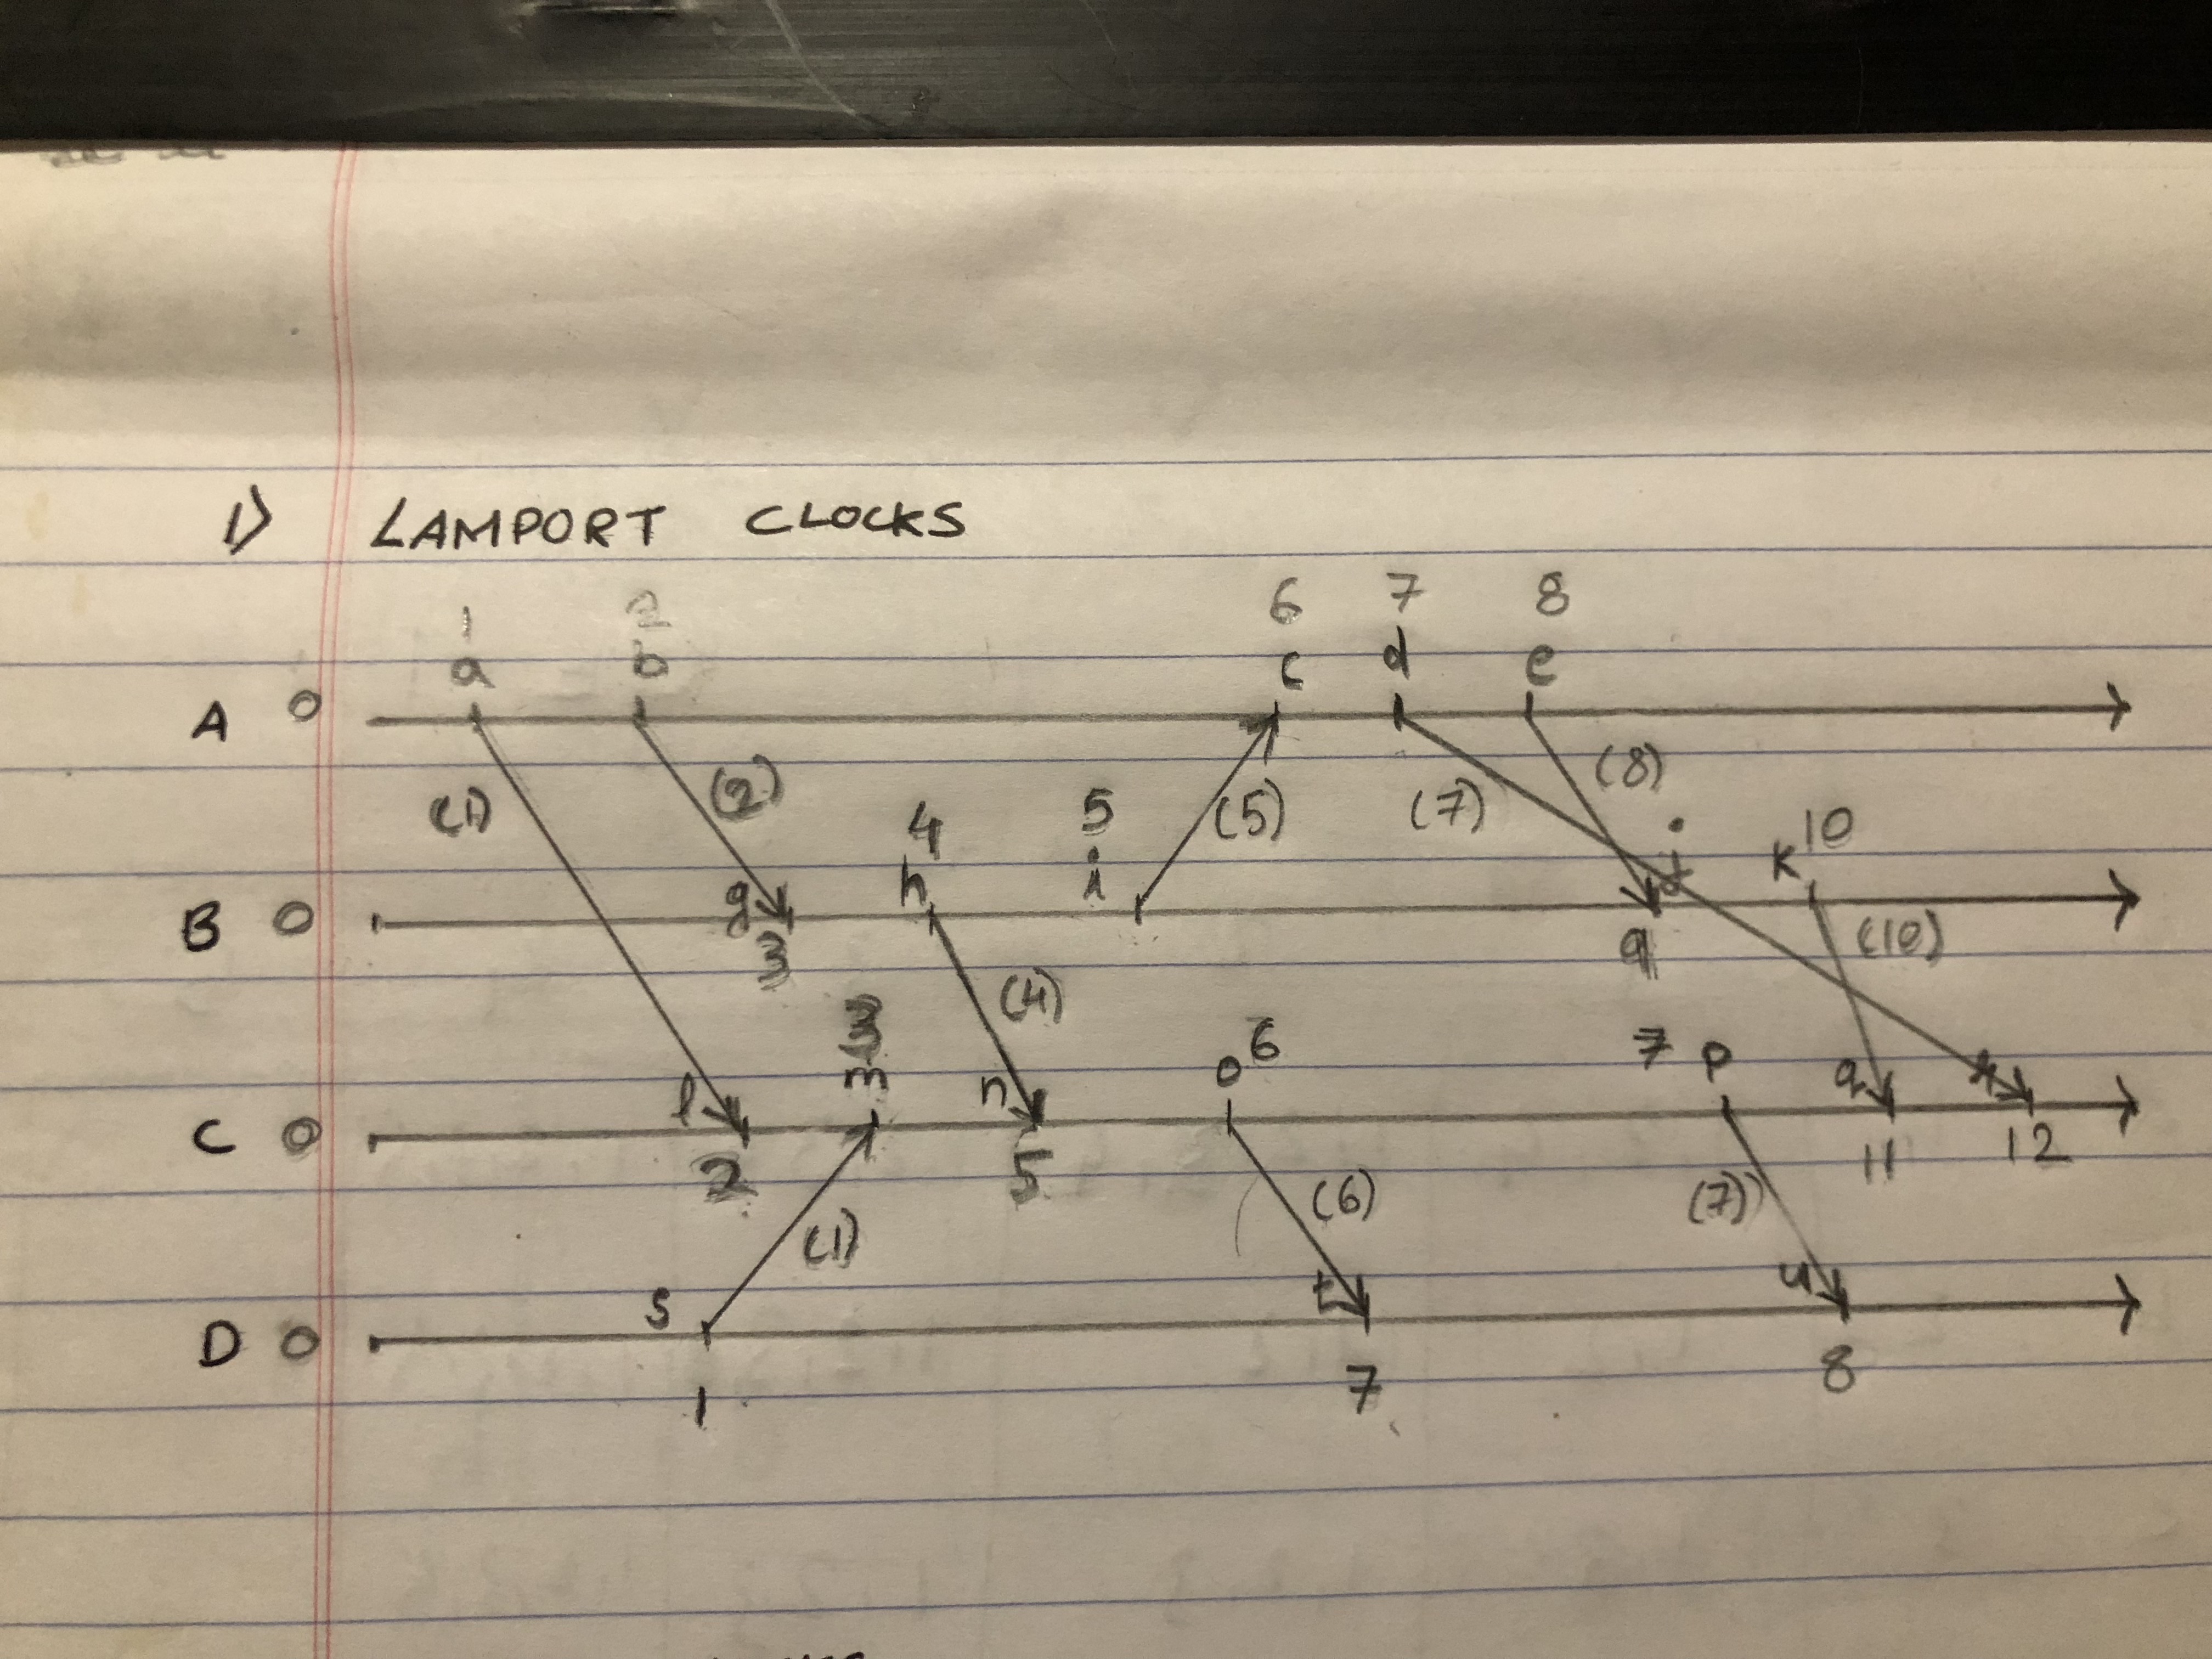 1) LAMPORT CLOCKS
1 2 6 7 8
a b c d e
A 0
(1) (2) 4 5 (5) (7) (8) 10
g h i j k
B 0
3 9 (10)
3 (4) 6 7
l m n o p q
C 0
2 5 11 12
(1) (6) (7)
s t u
D 0
1 7 8